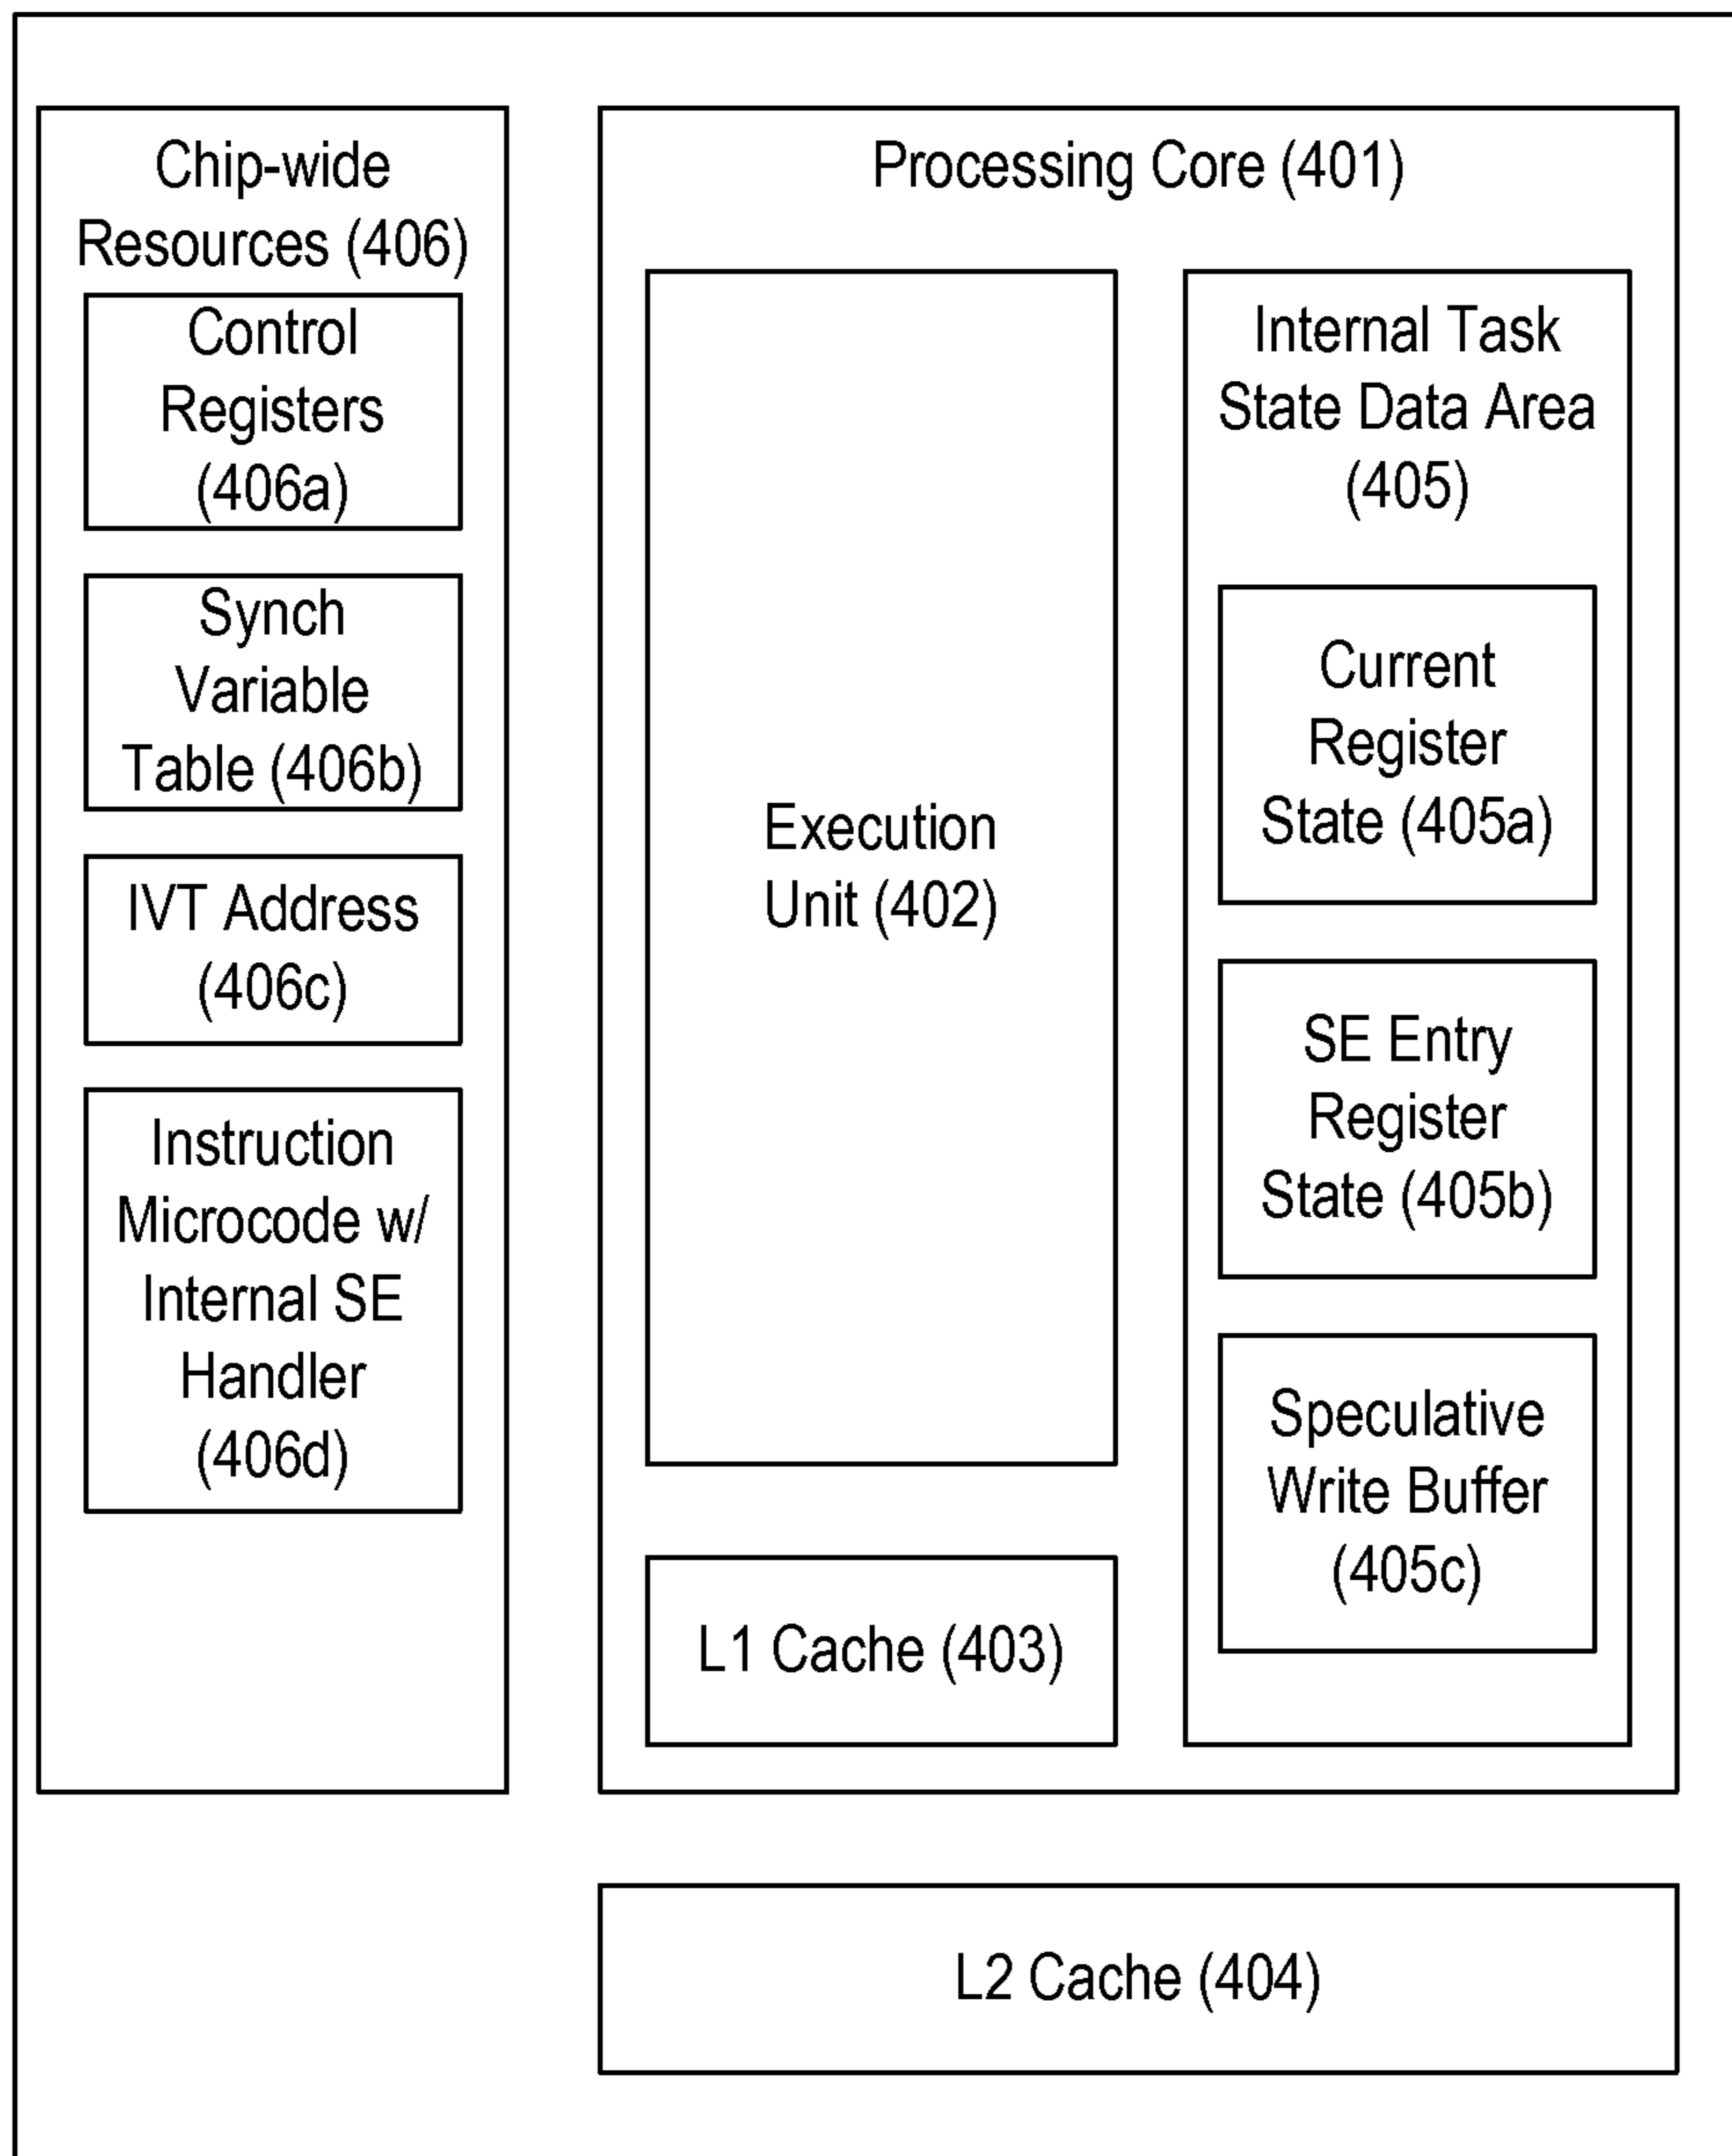 Chip-wide
Resources (406)
Control
Registers
(406a)
Synch
Variable
Table (406b)
IVT Address
(406c)
Instruction
Microcode w/
Internal SE
Handler
(406d)
Processing Core (401)
Execution
Unit (402)
L1 Cache (403)
Internal Task
State Data Area
(405)
Current
Register
State (405a)
SE Entry
Register
State (405b)
Speculative
Write Buffer
(405c)
L2 Cache (404)